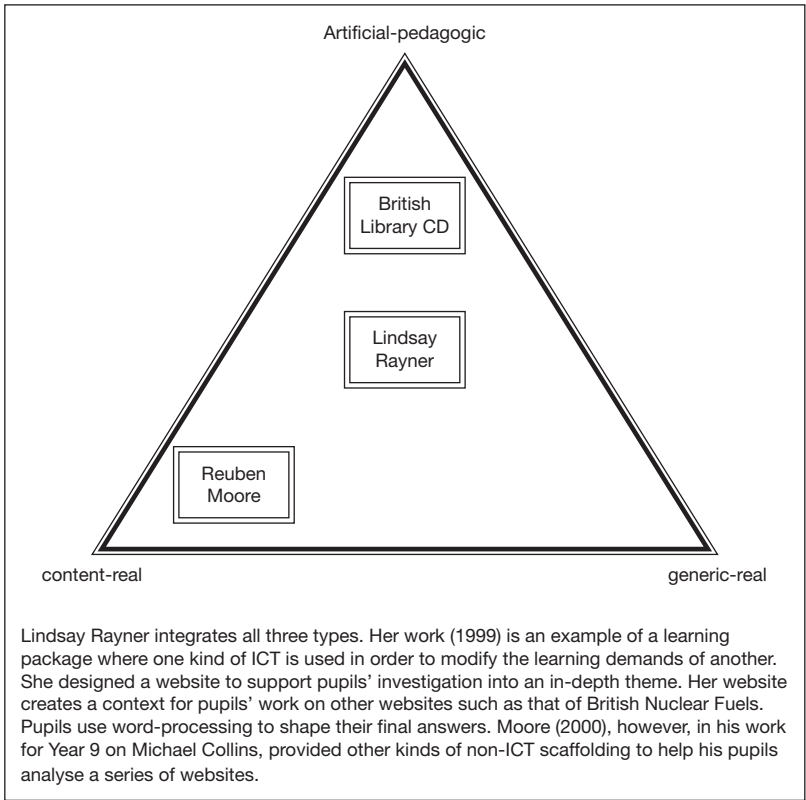 Artificial-pedagogic
British
Library CD
Lindsay
Rayner
Reuben
Moore
content-real
generic-real
Lindsay Rayner integrates all three types. Her work (1999) is an example of a learning
package where one kind of ICT is used in order to modify the learning demands of another.
She designed a website to support pupils’ investigation into an in-depth theme. Her website
creates a context for pupils’ work on other websites such as that of British Nuclear Fuels.
Pupils use word-processing to shape their final answers. Moore (2000), however, in his work
for Year 9 on Michael Collins, provided other kinds of non-ICT scaffolding to help his pupils
analyse a series of websites.